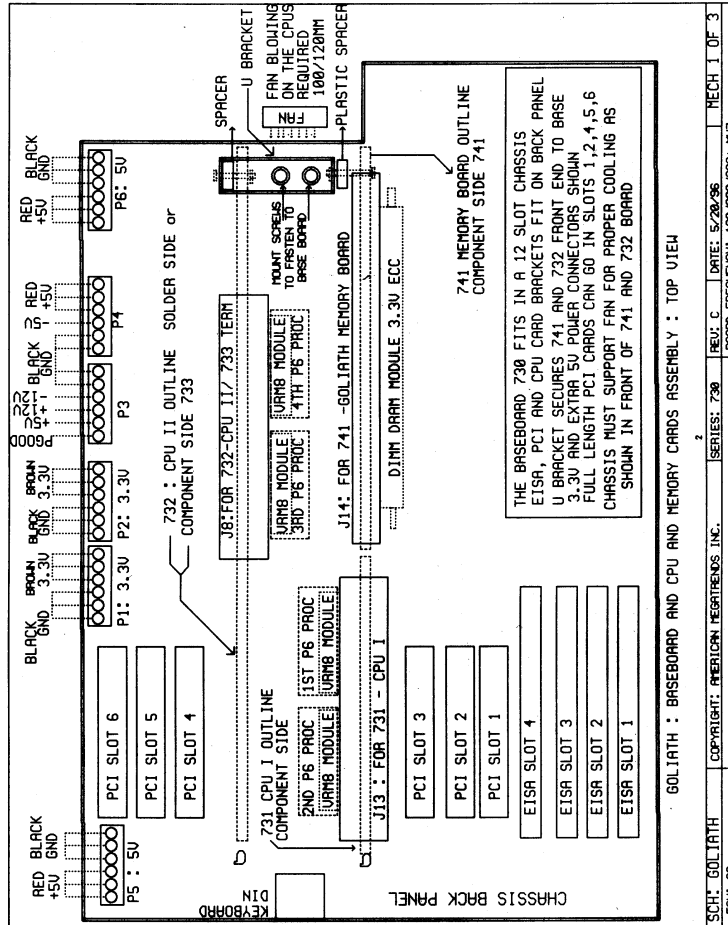 BLACK
GND
RED
+5V
P6: 5V
SPACER
U BRACKET
FAN BLOWING
ON THE CPUS
REQUIRED
100/120MM
FAN
PLASTIC SPACER
MOUNT SCREWS
TO FASTEN TO
BASE BOARD
RED
+5V
- 5V
BLACK
GND
P4
-12V
+12V
+5V
PGOOD
P3
BROWN
3.3V
BLACK
GND
P2: 3.3V
BROWN
3.3V
BLACK
GND
P1: 3.3V
BLACK
GND
RED
+5V
P5 : 5V
732 : CPU II OUTLINE SOLDER SIDE or
COMPONENT SIDE 733
J8:FOR 732-CPU II/ 733 TERM
VRM8 MODULE
4TH P6 PROC
VRM8 MODULE
3RD P6 PROC
J14: FOR 741 -GOLIATH MEMORY BOARD
DIMM DRAM MODULE 3.3V ECC
741 MEMORY BOARD OUTLINE
COMPONENT SIDE 741
PCI SLOT 6
PCI SLOT 5
PCI SLOT 4
731 CPU I OUTLINE
COMPONENT SIDE
2ND P6 PROC
VRM8 MODULE
1ST P6 PROC
VRM8 MODULE
J13 : FOR 731 - CPU I
PCI SLOT 3
PCI SLOT 2
PCI SLOT 1
EISA SLOT 4
EISA SLOT 3
EISA SLOT 2
EISA SLOT 1
KEYBOARD
DIN
CHASSIS BACK PANEL
THE BASEBOARD 730 FITS IN A 12 SLOT CHASSIS
EISA, PCI AND CPU CARD BRACKETS FIT ON BACK PANEL
U BRACKET SECURES 741 AND 732 FRONT END TO BASE
3.3V AND EXTRA 5V POWER CONNECTORS SHOWN
FULL LENGTH PCI CARDS CAN GO IN SLOTS 1,2,4,5,6
CHASSIS MUST SUPPORT FAN FOR PROPER COOLING AS
SHOWN IN FRONT OF 741 AND 732 BOARD
GOLIATH : BASEBOARD AND CPU AND MEMORY CARDS ASSEMBLY : TOP VIEW
2
SCH: GOLIATH
COPYRIGHT: AMERICAN MEGATRENDS INC.
SERIES: 730
REV: C
DATE: 5/20/96
MECH 1 OF 3